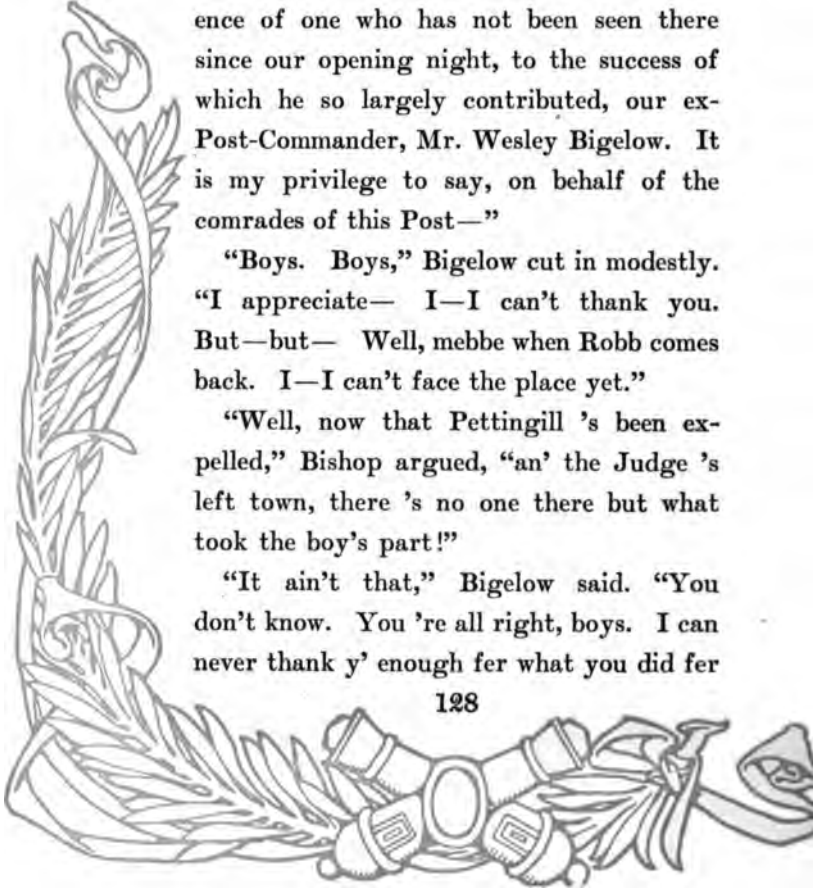 ence of one who has not been seen there
since our opening night, to the success of
which he so largely contributed, our ex-
Post-Commander, Mr. Wesley Bigelow. It
is my privilege to say, on behalf of the
comrades of this Post—"
"Boys. Boys," Bigelow cut in modestly.
"I appreciate— I—I can't thank you.
But—but— Well, mebbe when Robb comes
back. I—I can't face the place yet."
"Well, now that Pettingill 's been ex-
pelled," Bishop argued, "an' the Judge 's
left town, there 's no one there but what
took the boy's part!"
"It ain't that," Bigelow said. "You
don't know. You 're all right, boys. I can
never thank y' enough fer what you did fer
128